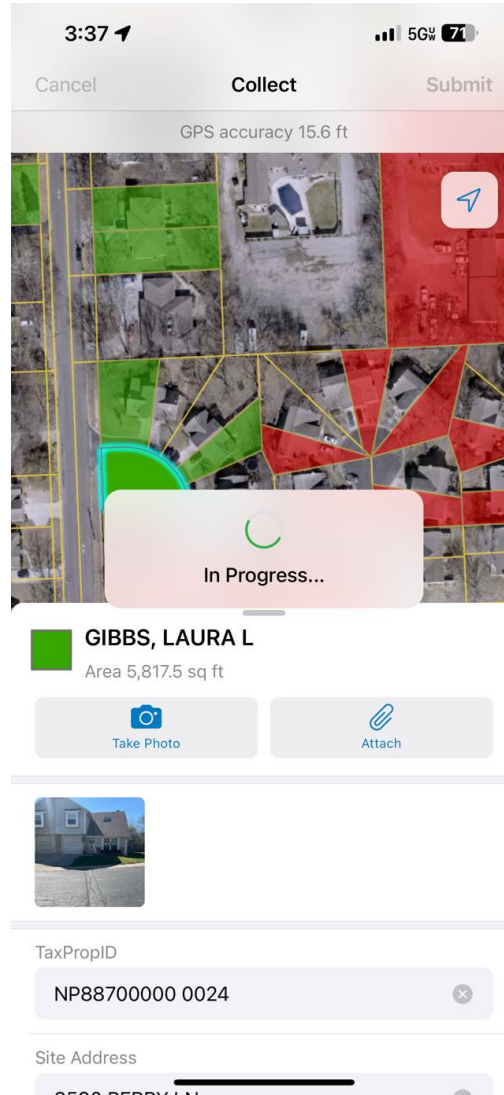 3:37
5GW 71
Cancel Collect Submit
GPS accuracy 15.6 ft
In Progress...
GIBBS, LAURA L
Area 5,817.5 sq ft
Take Photo Attach
TaxPropID
NP88700000 0024
Site Address